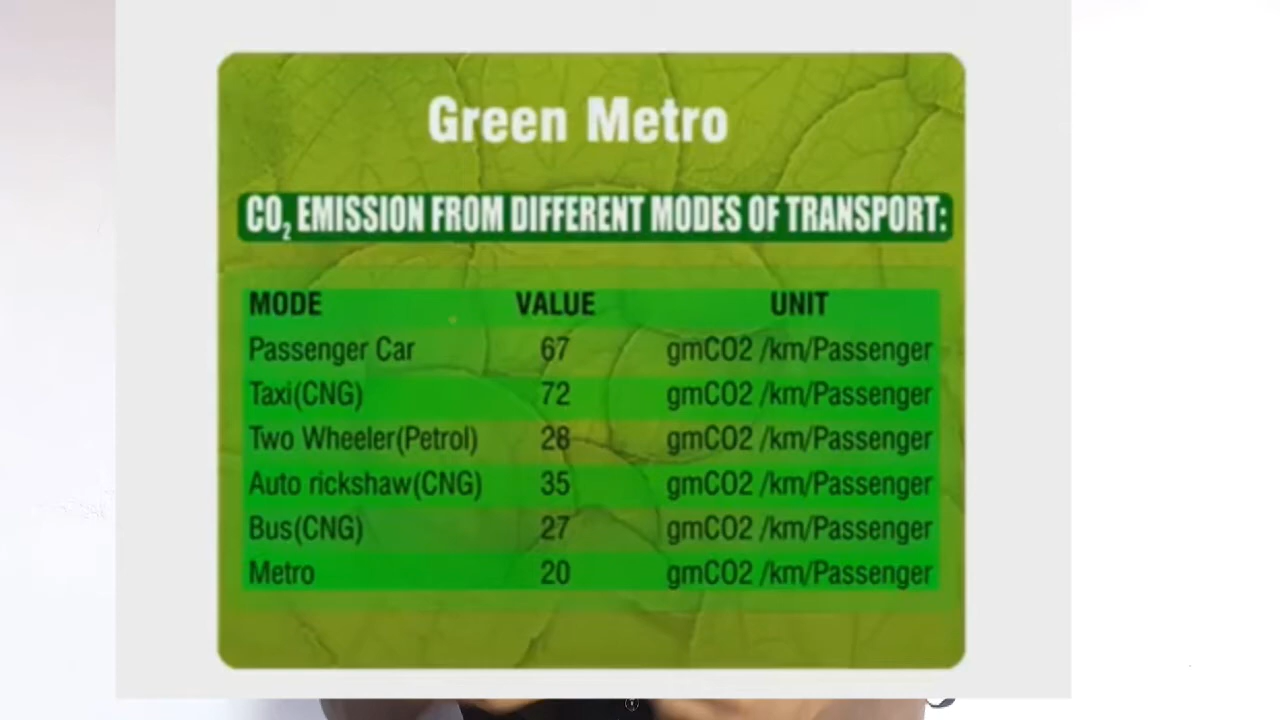 Green Metro
CO₂ EMISSION FROM DIFFERENT MODES OF TRANSPORT:
MODE VALUE UNIT
Passenger Car 67 gmCO2 /km/Passenger
Taxi(CNG) 72 gmCO2 /km/Passenger
Two Wheeler(Petrol) 28 gmCO2 /km/Passenger
Auto rickshaw(CNG) 35 gmCO2 /km/Passenger
Bus(CNG) 27 gmCO2 /km/Passenger
Metro 20 gmCO2 /km/Passenger